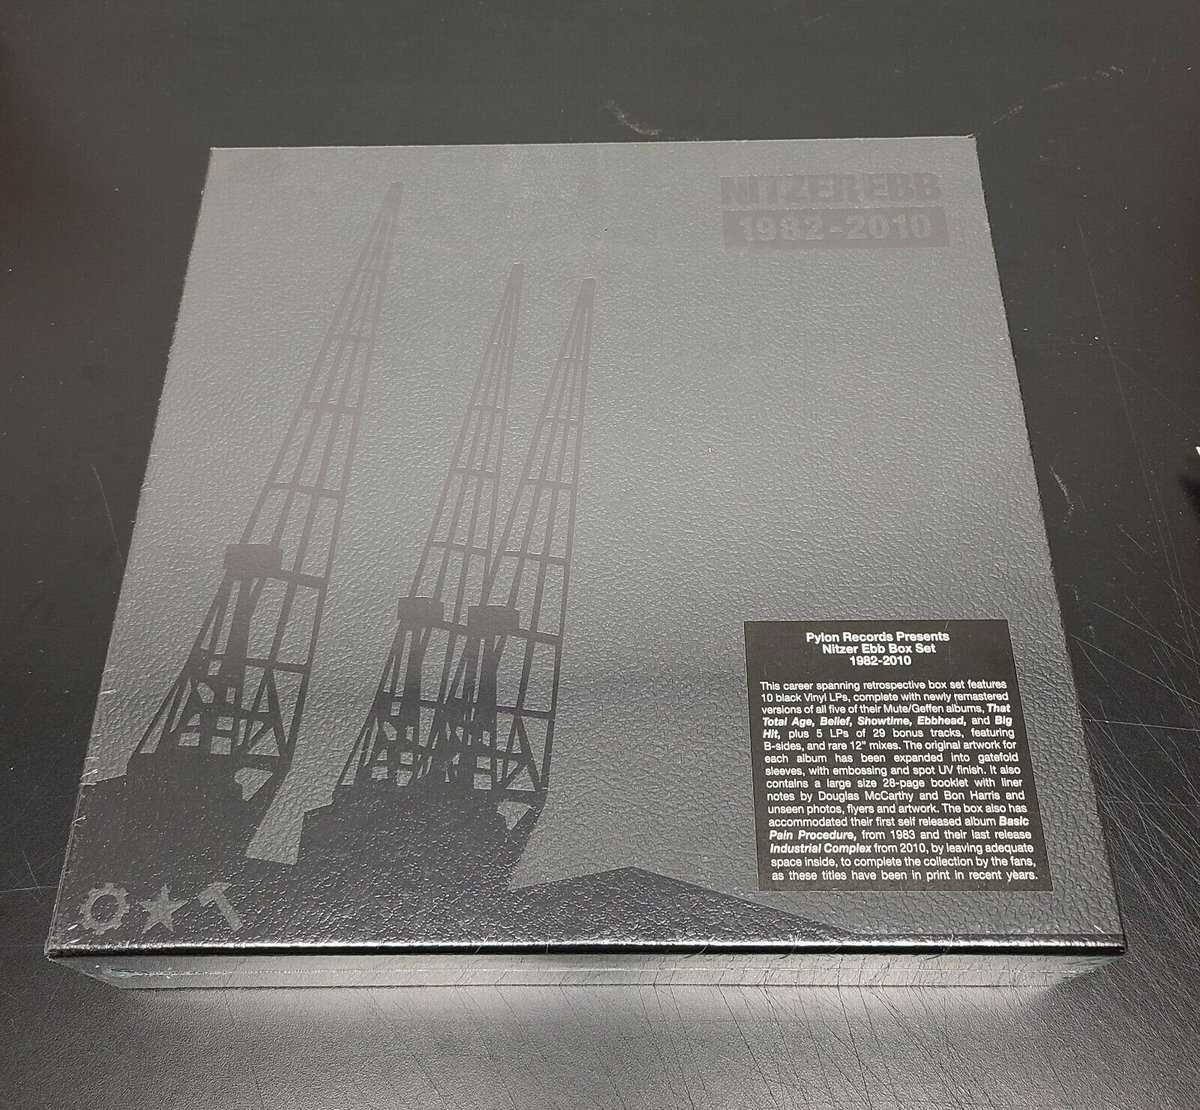 NITZER EBB
1982-2010
Pylon Records Presents
Nitzer Ebb Box Set
1982-2010
This career spanning retrospective box set features
10 black Vinyl LPs, complete with newly remastered
versions of all five of their Mute/Geffen albums, That
Total Age, Belief, Showtime, Ebbhead, and Big
Hit, plus 5 LPs of 29 bonus tracks, featuring
B-sides, and rare 12" mixes. The original artwork for
each album has been expanded into gatefold
sleeves, with embossing and spot UV finish. It also
contains a large size 28-page booklet with liner
notes by Douglas McCarthy and Bon Harris and
unseen photos, flyers and artwork. The box also has
accommodated their first self released album Basic
Pain Procedure, from 1983 and their last release
Industrial Complex from 2010, by leaving adequate
space inside, to complete the collection by the fans,
as these titles have been in print in recent years.